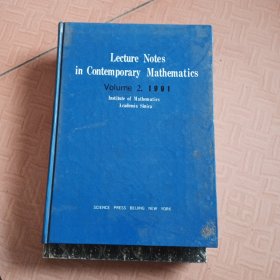 Lecture Notes
in Contemporary Mathematics
Volume 2, 1991
Institute of Mathematics
Academia Sinica
SCIENCE PRESS BEIJING NEW YORK